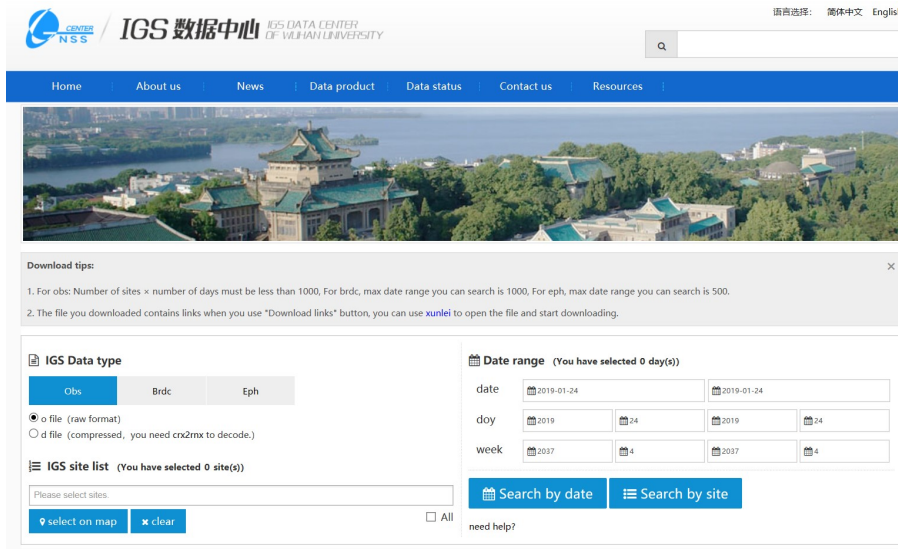 语言选择: 简体中文 English
CENTER
NSS
IGS 数据中心 IGS DATA CENTER
OF WUHAN UNIVERSITY
Home About us News Data product Data status Contact us Resources
Download tips:
1. For obs: Number of sites × number of days must be less than 1000, For brdc, max date range you can search is 1000, For eph, max date range you can search is 500.
2. The file you downloaded contains links when you use "Download links" button, you can use xunlei to open the file and start downloading.
IGS Data type
Obs Brdc Eph
o file (raw format)
d file (compressed, you need crx2rnx to decode.)
IGS site list (You have selected 0 site(s))
Please select sites.
select on map clear All
Date range (You have selected 0 day(s))
date 2019-01-24 2019-01-24
doy 2019 24 2019 24
week 2037 4 2037 4
Search by date Search by site
need help?